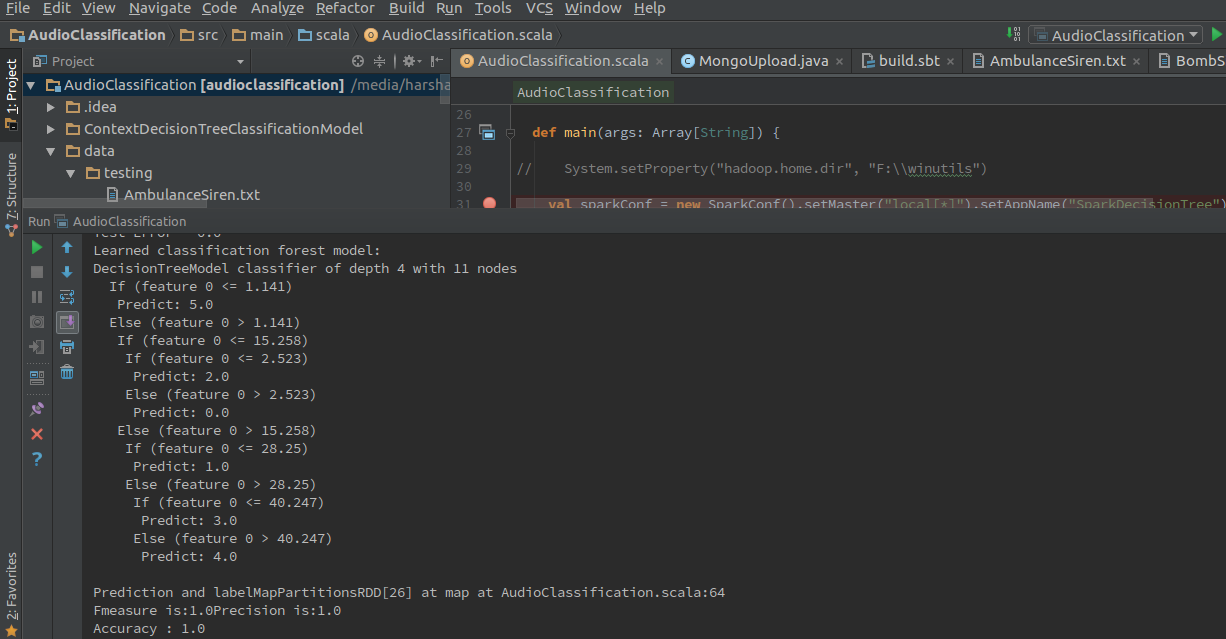 File Edit View Navigate Code Analyze Refactor Build Run Tools VCS Window Help
AudioClassification src main scala AudioClassification.scala AudioClassification
1: Project
7: Structure
2: Favorites
Project
AudioClassification [audioclassification] /media/harsha
.idea
ContextDecisionTreeClassificationModel
data
testing
AmbulanceSiren.txt
AudioClassification.scala MongoUpload.java build.sbt AmbulanceSiren.txt BombS
AudioClassification
26
27 def main(args: Array[String]) {
28
29 // System.setProperty("hadoop.home.dir", "F:\\winutils")
30
31 val sparkConf = new SparkConf().setMaster("local[*]").setAppName("SparkDecisionTree")
Run AudioClassification
Test Error = 0.0
Learned classification forest model:
DecisionTreeModel classifier of depth 4 with 11 nodes
If (feature 0 <= 1.141)
Predict: 5.0
Else (feature 0 > 1.141)
If (feature 0 <= 15.258)
If (feature 0 <= 2.523)
Predict: 2.0
Else (feature 0 > 2.523)
Predict: 0.0
Else (feature 0 > 15.258)
If (feature 0 <= 28.25)
Predict: 1.0
Else (feature 0 > 28.25)
If (feature 0 <= 40.247)
Predict: 3.0
Else (feature 0 > 40.247)
Predict: 4.0
Prediction and labelMapPartitionsRDD[26] at map at AudioClassification.scala:64
Fmeasure is:1.0Precision is:1.0
Accuracy : 1.0